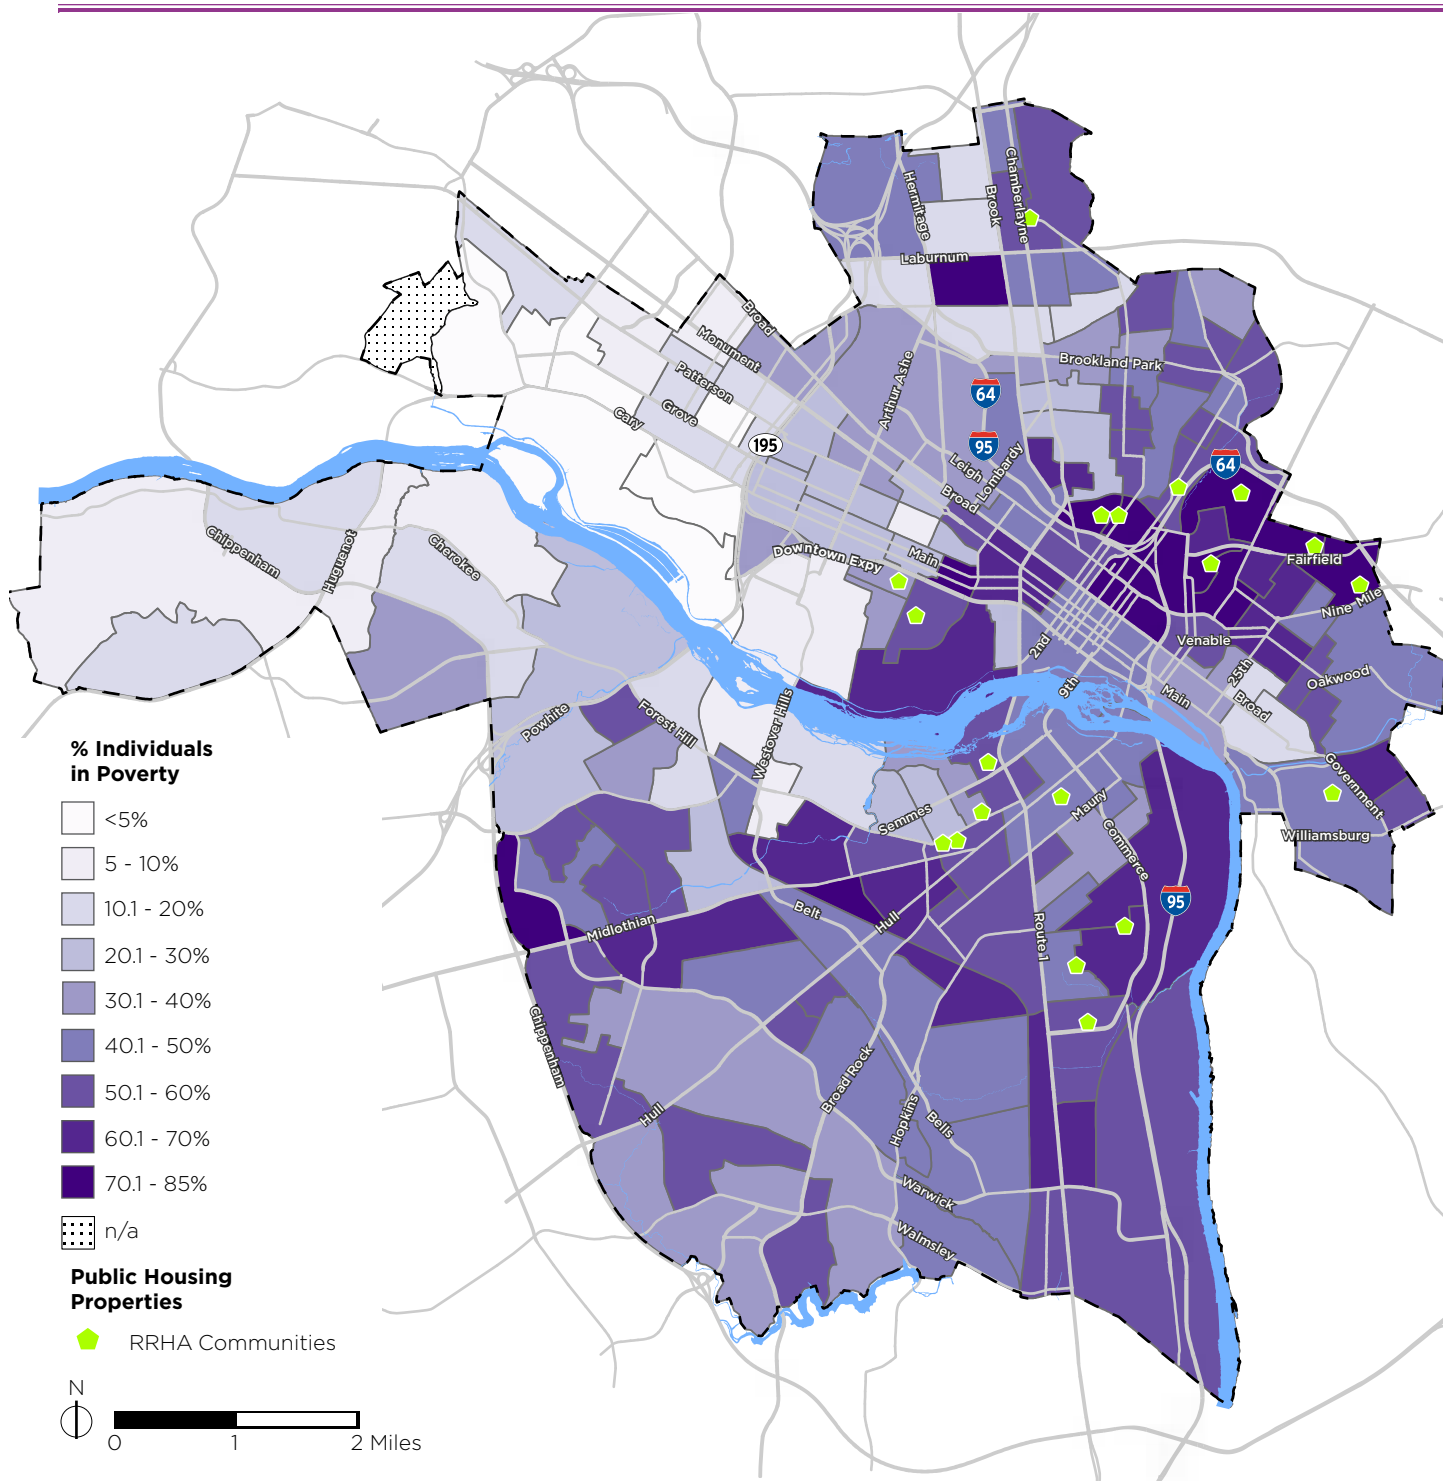 Chamberlayne
Hermitage
Brook
Laburnum
Broad
Monument
Patterson
Brookland Park
Arthur Ashe
64
Grove
Cary
195
95
Leigh
Lombardy
Broad
64
Chippenham
Huguenot
Cherokee
Downtown Expy
Main
Fairfield
Nine Mile
Venable
2nd
25th
9th
Main
Broad
Oakwood
Powhite
Forest Hill
Westover Hills
Government
Semmes
Maury
Commerce
Williamsburg
95
Belt
Hull
Midlothian
Route 1
Chippenham
Broad Rock
Hull
Hopkins
Bells
Warwick
Walmsley
% Individuals
in Poverty
<5%
5 - 10%
10.1 - 20%
20.1 - 30%
30.1 - 40%
40.1 - 50%
50.1 - 60%
60.1 - 70%
70.1 - 85%
n/a
Public Housing
Properties
RRHA Communities
N
0 1 2 Miles